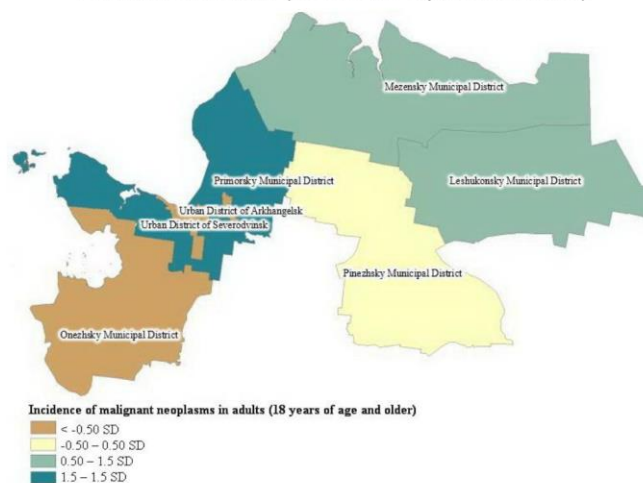 Mezensky Municipal District
Leshukonsky Municipal District
Primorsky Municipal District
Urban District of Arkhangelsk
Urban District of Severodvinsk
Pinezhsky Municipal District
Onezhsky Municipal District
Incidence of malignant neoplasms in adults (18 years of age and older)
< -0.50 SD
-0.50 – 0.50 SD
0.50 – 1.5 SD
1.5 – 1.5 SD